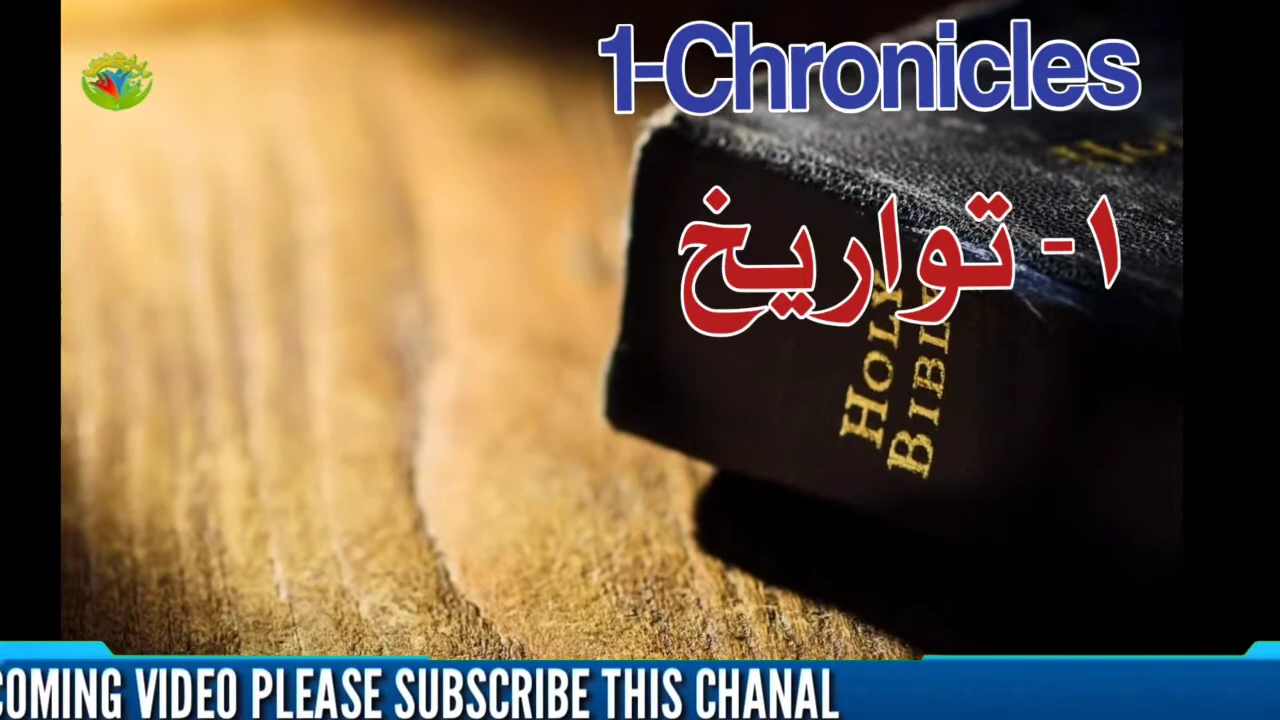 1-Chronicles
۱- تواریخ
HOLY
BIBLE
COMING VIDEO PLEASE SUBSCRIBE THIS CHANAL